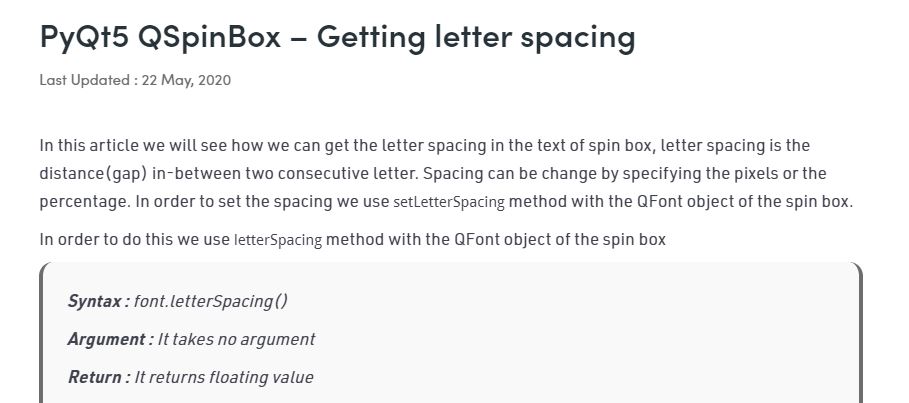 PyQt5 QSpinBox – Getting letter spacing
Last Updated : 22 May, 2020
In this article we will see how we can get the letter spacing in the text of spin box, letter spacing is the
distance(gap) in-between two consecutive letter. Spacing can be change by specifying the pixels or the
percentage. In order to set the spacing we use setLetterSpacing method with the QFont object of the spin box.
In order to do this we use letterSpacing method with the QFont object of the spin box
Syntax : font.letterSpacing()
Argument : It takes no argument
Return : It returns floating value